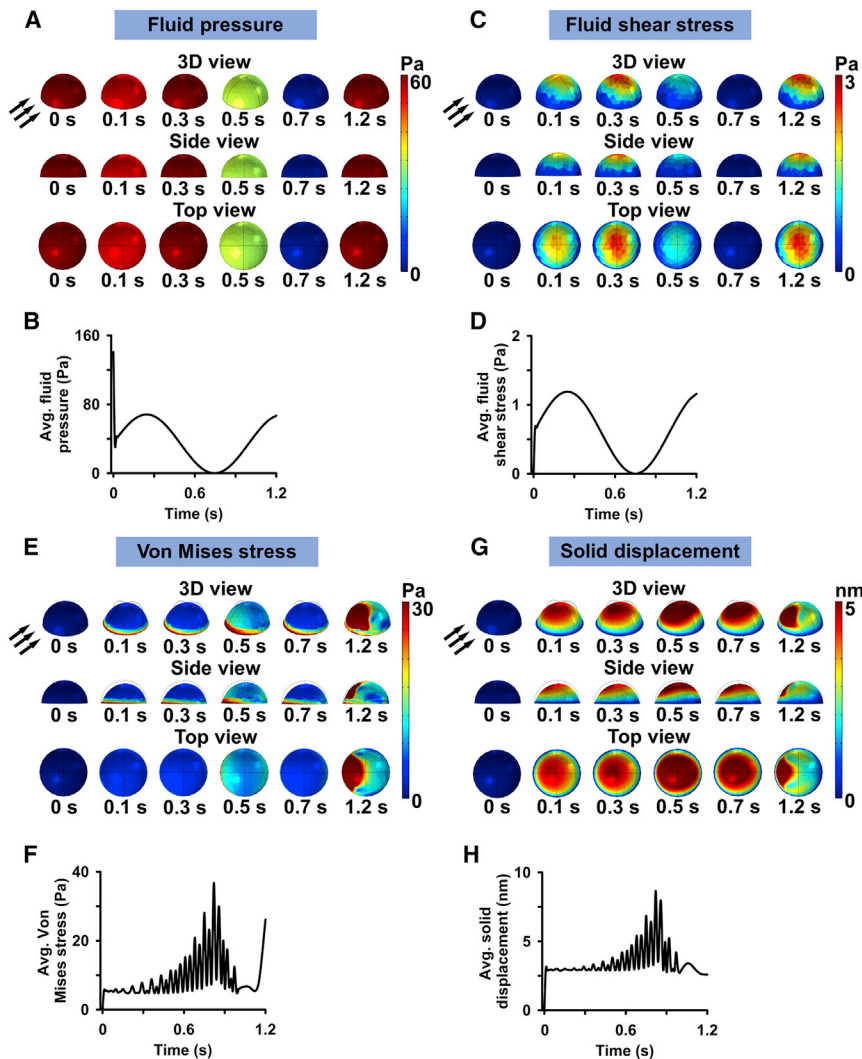 A
Fluid pressure
3D view
Pa
60
0 s 0.1 s 0.3 s 0.5 s 0.7 s 1.2 s
Side view
0 s 0.1 s 0.3 s 0.5 s 0.7 s 1.2 s
Top view
0 s 0.1 s 0.3 s 0.5 s 0.7 s 1.2 s
0
C
Fluid shear stress
3D view
Pa
3
0 s 0.1 s 0.3 s 0.5 s 0.7 s 1.2 s
Side view
0 s 0.1 s 0.3 s 0.5 s 0.7 s 1.2 s
Top view
0 s 0.1 s 0.3 s 0.5 s 0.7 s 1.2 s
0
B
Avg. fluid
pressure (Pa)
160
80
0
0 0.6 1.2
Time (s)
D
Avg. fluid
shear stress (Pa)
2
1
0
0 0.6 1.2
Time (s)
E
Von Mises stress
3D view
Pa
30
0 s 0.1 s 0.3 s 0.5 s 0.7 s 1.2 s
Side view
0 s 0.1 s 0.3 s 0.5 s 0.7 s 1.2 s
Top view
0 s 0.1 s 0.3 s 0.5 s 0.7 s 1.2 s
0
G
Solid displacement
3D view
nm
5
0 s 0.1 s 0.3 s 0.5 s 0.7 s 1.2 s
Side view
0 s 0.1 s 0.3 s 0.5 s 0.7 s 1.2 s
Top view
0 s 0.1 s 0.3 s 0.5 s 0.7 s 1.2 s
0
F
Avg. Von
Mises stress (Pa)
40
20
0
0 0.6 1.2
Time (s)
H
Avg. solid
displacement (nm)
10
5
0
0 0.6 1.2
Time (s)